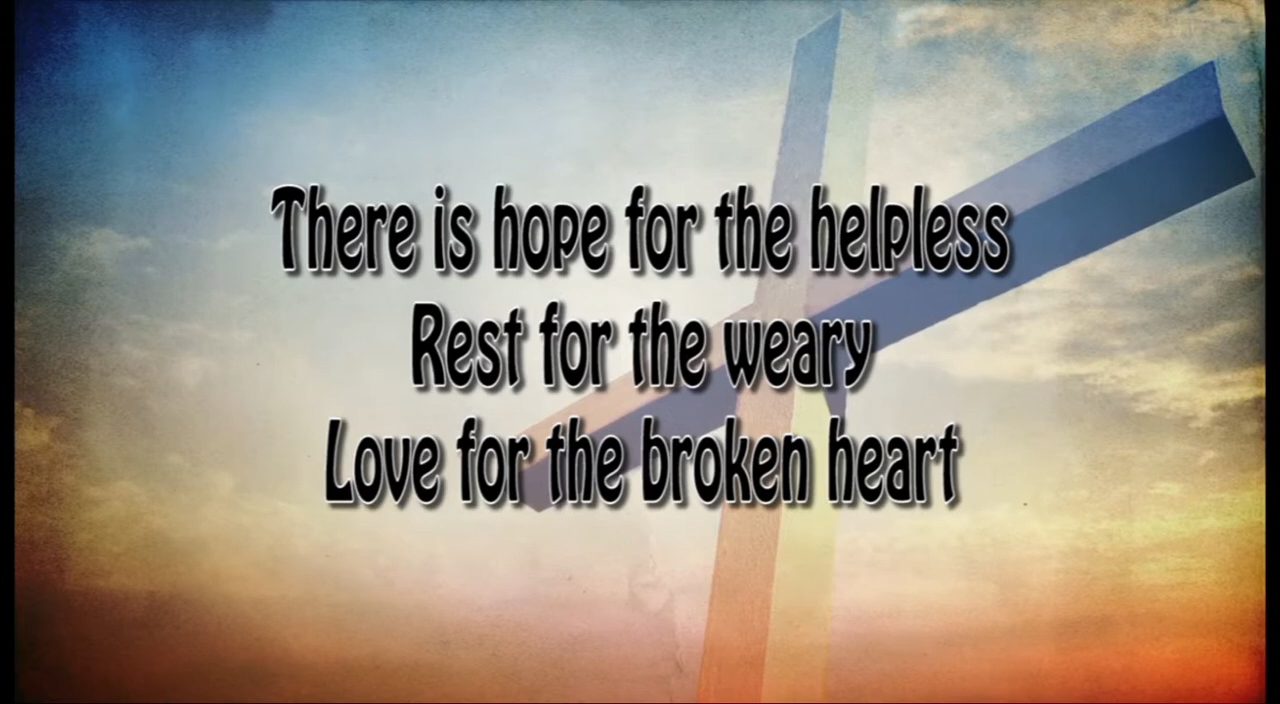 There is hope for the helpless
Rest for the weary
Love for the broken heart